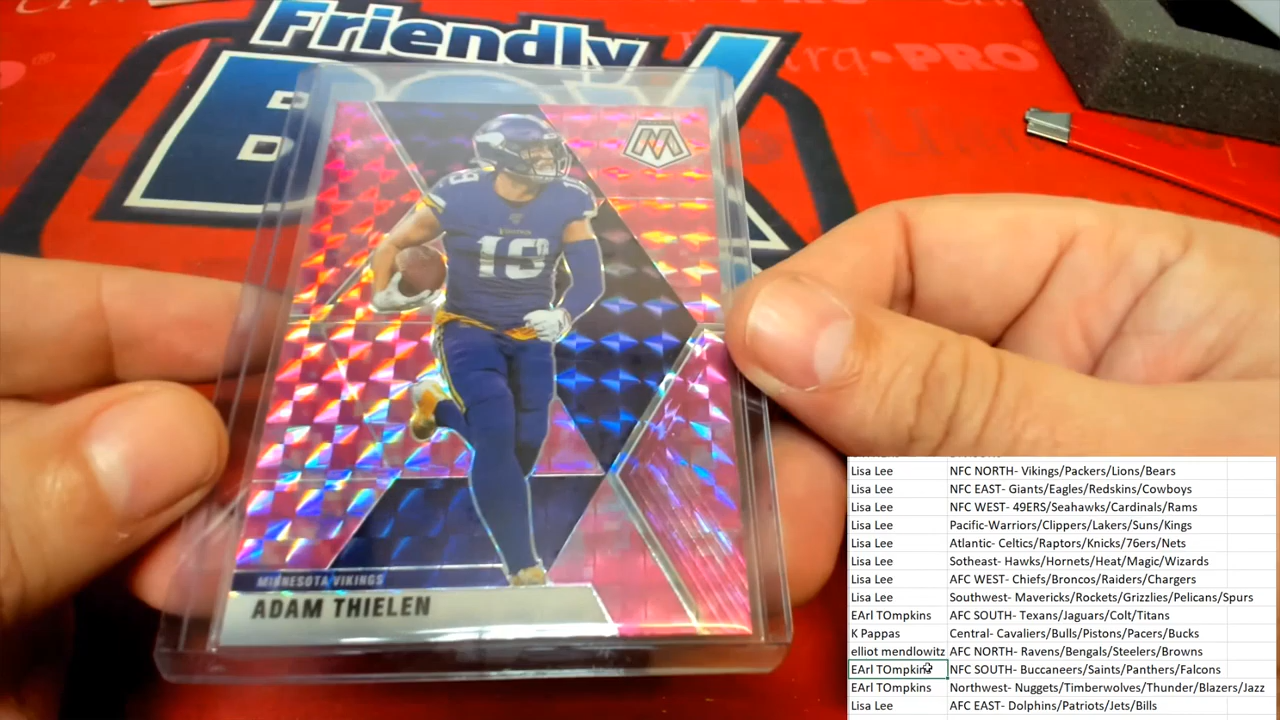 Friendly
BOX
PRO
19
19
VIKINGS
M
MINNESOTA VIKINGS
ADAM THIELEN
Lisa Lee NFC NORTH- Vikings/Packers/Lions/Bears
Lisa Lee NFC EAST- Giants/Eagles/Redskins/Cowboys
Lisa Lee NFC WEST- 49ERS/Seahawks/Cardinals/Rams
Lisa Lee Pacific-Warriors/Clippers/Lakers/Suns/Kings
Lisa Lee Atlantic- Celtics/Raptors/Knicks/76ers/Nets
Lisa Lee Sotheast- Hawks/Hornets/Heat/Magic/Wizards
Lisa Lee AFC WEST- Chiefs/Broncos/Raiders/Chargers
Lisa Lee Southwest- Mavericks/Rockets/Grizzlies/Pelicans/Spurs
EArl TOmpkins AFC SOUTH- Texans/Jaguars/Colt/Titans
K Pappas Central- Cavaliers/Bulls/Pistons/Pacers/Bucks
elliot mendlowitz AFC NORTH- Ravens/Bengals/Steelers/Browns
EArl TOmpkins NFC SOUTH- Buccaneers/Saints/Panthers/Falcons
EArl TOmpkins Northwest- Nuggets/Timberwolves/Thunder/Blazers/Jazz
Lisa Lee AFC EAST- Dolphins/Patriots/Jets/Bills